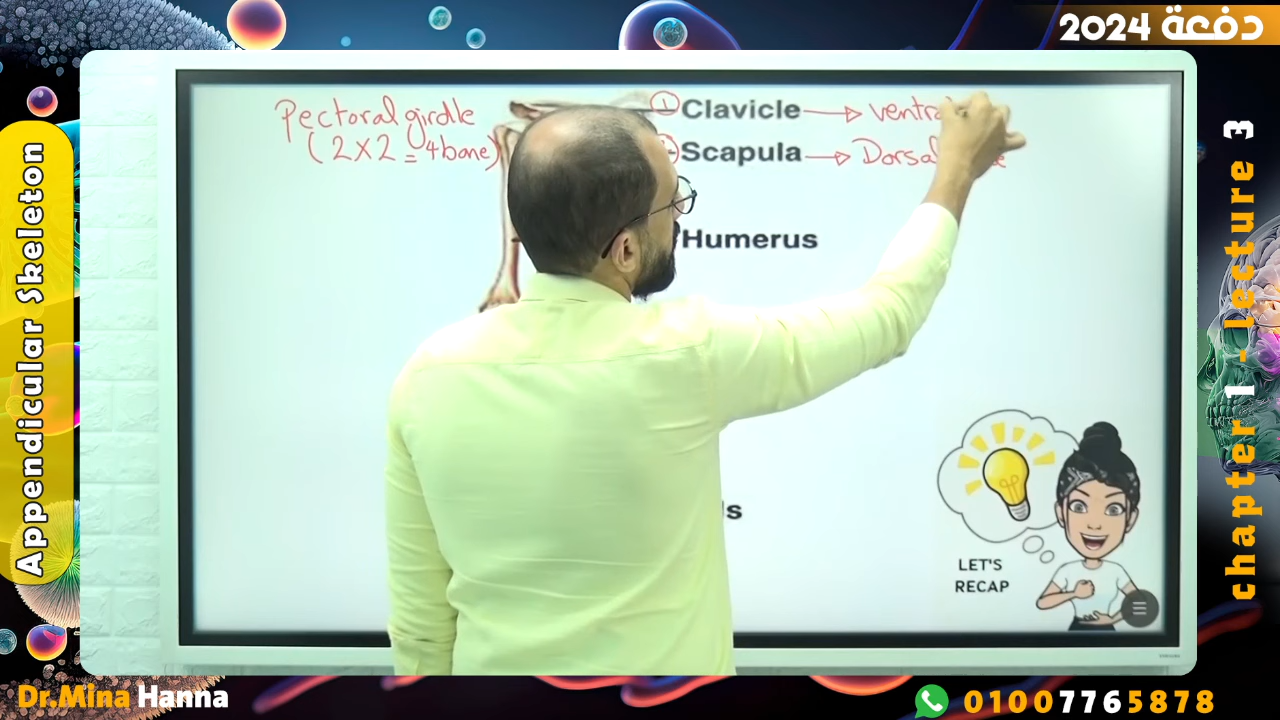 دفعة 2024
Pectoral girdle
(2X2 = 4bone)
1 Clavicle
Scapula → Dorsal
Humerus
LET'S
RECAP
Appendicular Skeleton
chapter 1 - lecture 3
Dr.Mina Hanna
01007765878